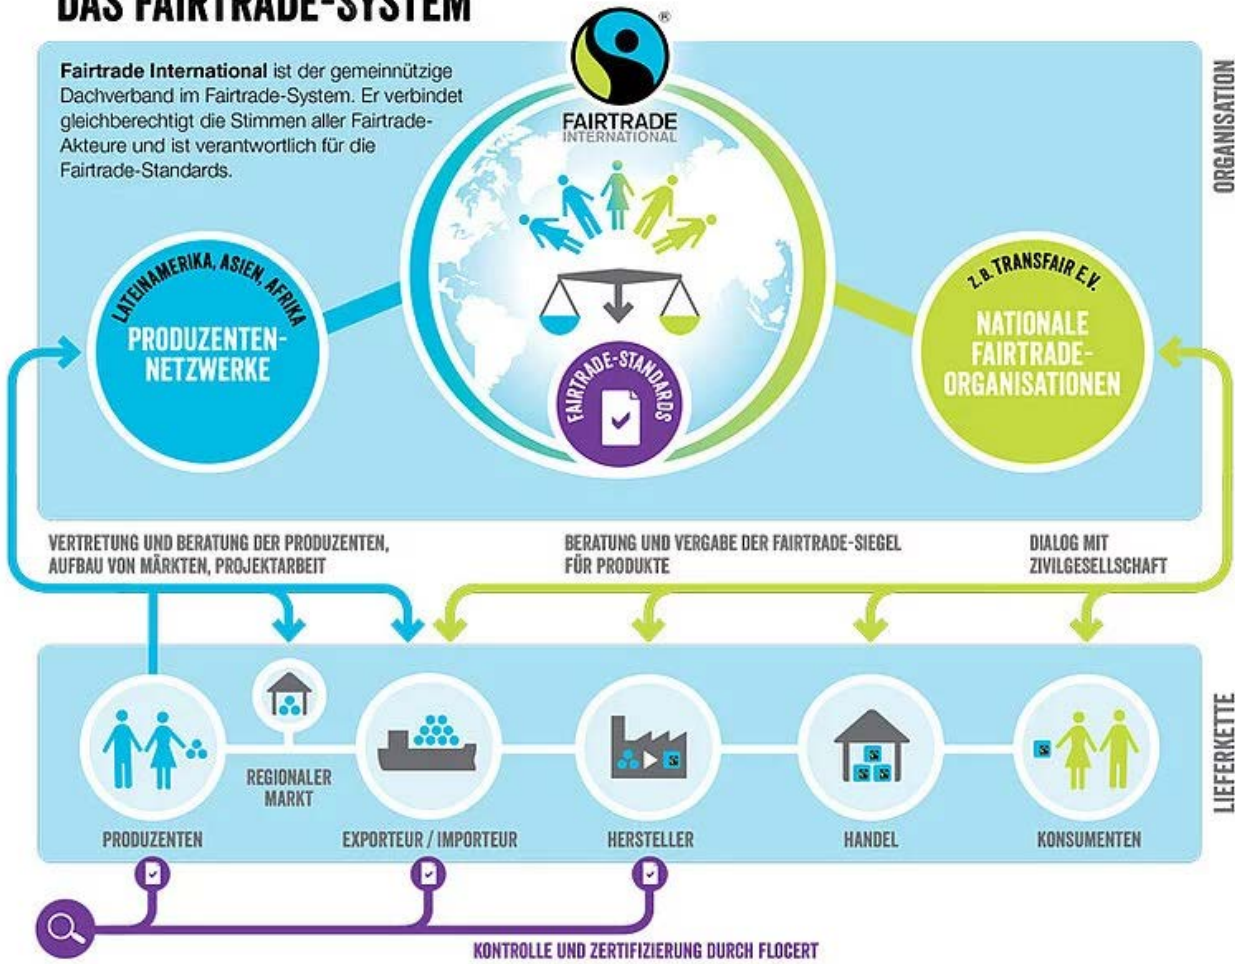 DAS FAIRTRADE-SYSTEM
Fairtrade International ist der gemeinnützige
Dachverband im Fairtrade-System. Er verbindet
gleichberechtigt die Stimmen aller Fairtrade-
Akteure und ist verantwortlich für die
Fairtrade-Standards.
®
FAIRTRADE
INTERNATIONAL
ORGANISATION
LATEINAMERIKA, ASIEN, AFRIKA
PRODUZENTEN-
NETZWERKE
FAIRTRADE-STANDARDS
Z. B. TRANSFAIR E.V.
NATIONALE
FAIRTRADE-
ORGANISATIONEN
VERTRETUNG UND BERATUNG DER PRODUZENTEN,
AUFBAU VON MÄRKTEN, PROJEKTARBEIT
BERATUNG UND VERGABE DER FAIRTRADE-SIEGEL
FÜR PRODUKTE
DIALOG MIT
ZIVILGESELLSCHAFT
LIEFERKETTE
REGIONALER
MARKT
PRODUZENTEN
EXPORTEUR / IMPORTEUR
HERSTELLER
HANDEL
KONSUMENTEN
KONTROLLE UND ZERTIFIZIERUNG DURCH FLOCERT